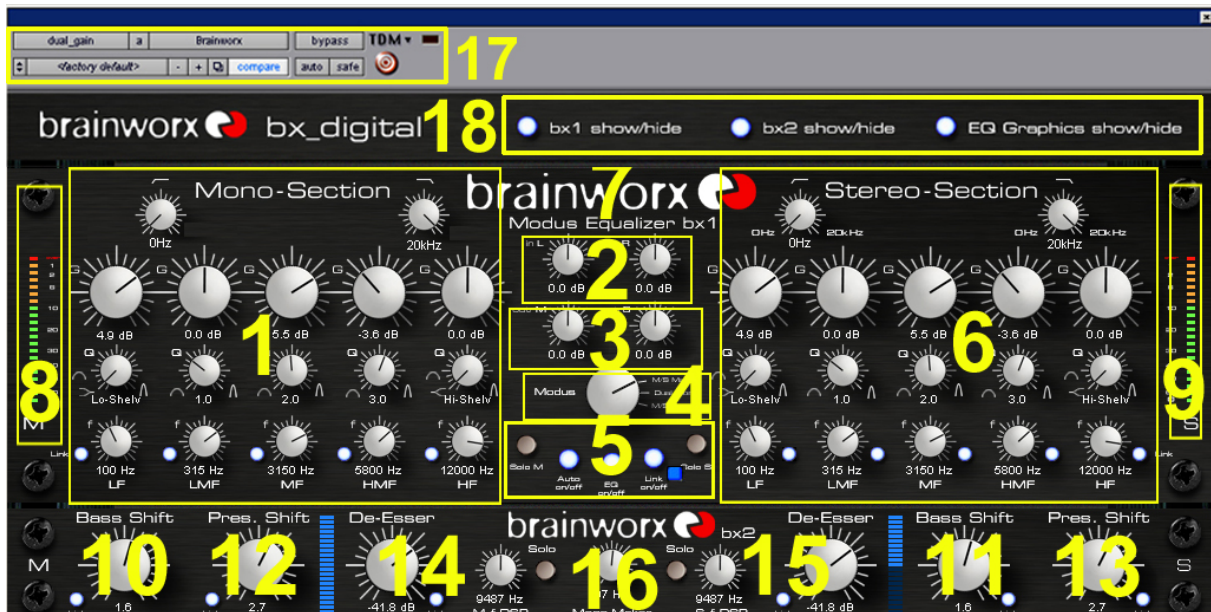 dual_gain a Brainworx bypass TDM
<factory default> - + compare auto safe
17
brainworx bx_digital
18
bx1 show/hide bx2 show/hide EQ Graphics show/hide
Mono-Section
0Hz 20kHz
G G G G G
4.9 dB 0.0 dB 5.5 dB -3.6 dB 0.0 dB
1
Q Q Q Q Q
Lo-Shelv 1.0 2.0 3.0 Hi-Shelv
f f f f f
Link
100 Hz 315 Hz 3150 Hz 5800 Hz 12000 Hz
LF LMF MF HMF HF
8
M
brainworx
7
Modus Equalizer bx1
in L R
2
0.0 dB 0.0 dB
M
3
0.0 dB 0.0 dB
Modus
4
5
Solo M Solo S
Auto on/off EQ on/off Link on/off
Stereo-Section
0Hz 20kHz 0Hz 20kHz
0Hz 20kHz
G G G G G
4.9 dB 0.0 dB 5.5 dB -3.6 dB 0.0 dB
6
Q Q Q Q Q
Lo-Shelv 1.0 2.0 3.0 Hi-Shelv
f f f f f
Link
100 Hz 315 Hz 3150 Hz 5800 Hz 12000 Hz
LF LMF MF HMF HF
9
S
Bass Shift Pres. Shift De-Esser
brainworx bx2
De-Esser Bass Shift Pres. Shift
M 10 12 14 16 15 11 13 S
Solo Solo
1.6 2.7 -41.8 dB 9487 Hz 9487 Hz -41.8 dB 1.6 2.7